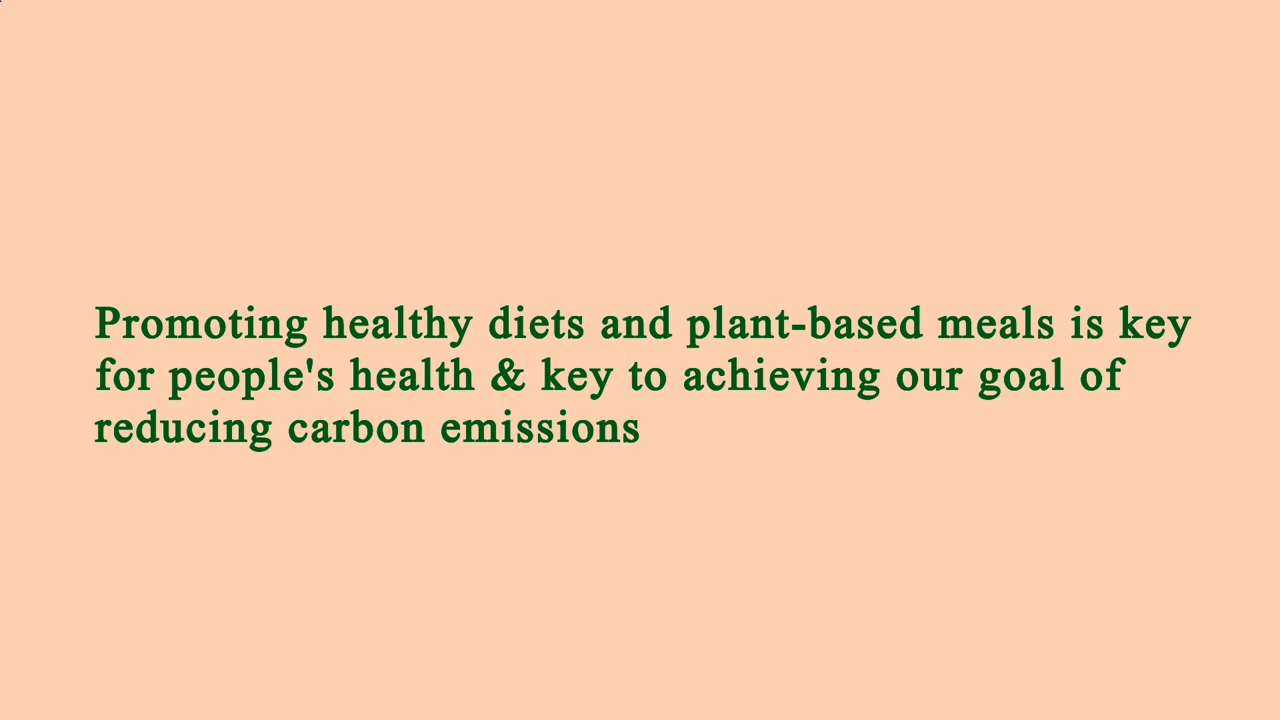 Promoting healthy diets and plant-based meals is key
for people's health & key to achieving our goal of
reducing carbon emissions